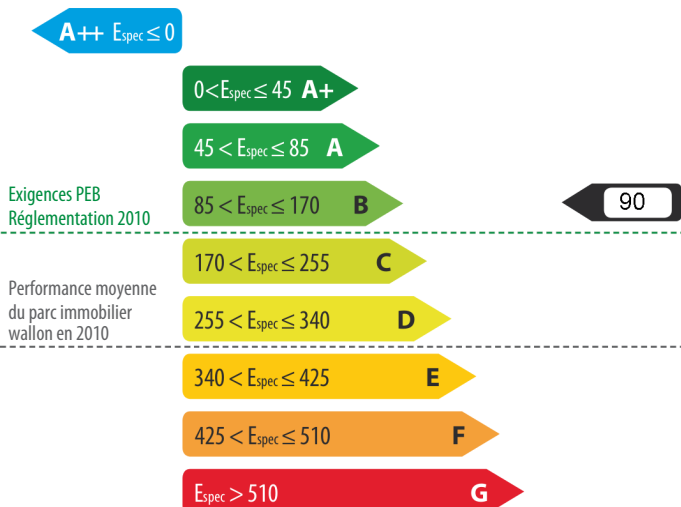 A++ Espec ≤ 0
0 < Espec ≤ 45 A+
45 < Espec ≤ 85 A
Exigences PEB
Réglementation 2010
85 < Espec ≤ 170 B
90
170 < Espec ≤ 255 C
Performance moyenne
du parc immobilier
wallon en 2010
255 < Espec ≤ 340 D
340 < Espec ≤ 425 E
425 < Espec ≤ 510 F
Espec > 510 G